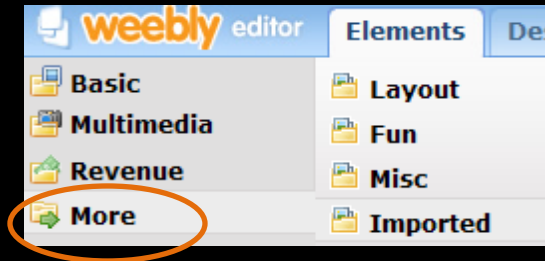 weebly editor Elements
Basic
Multimedia
Revenue
More
Layout
Fun
Misc
Imported